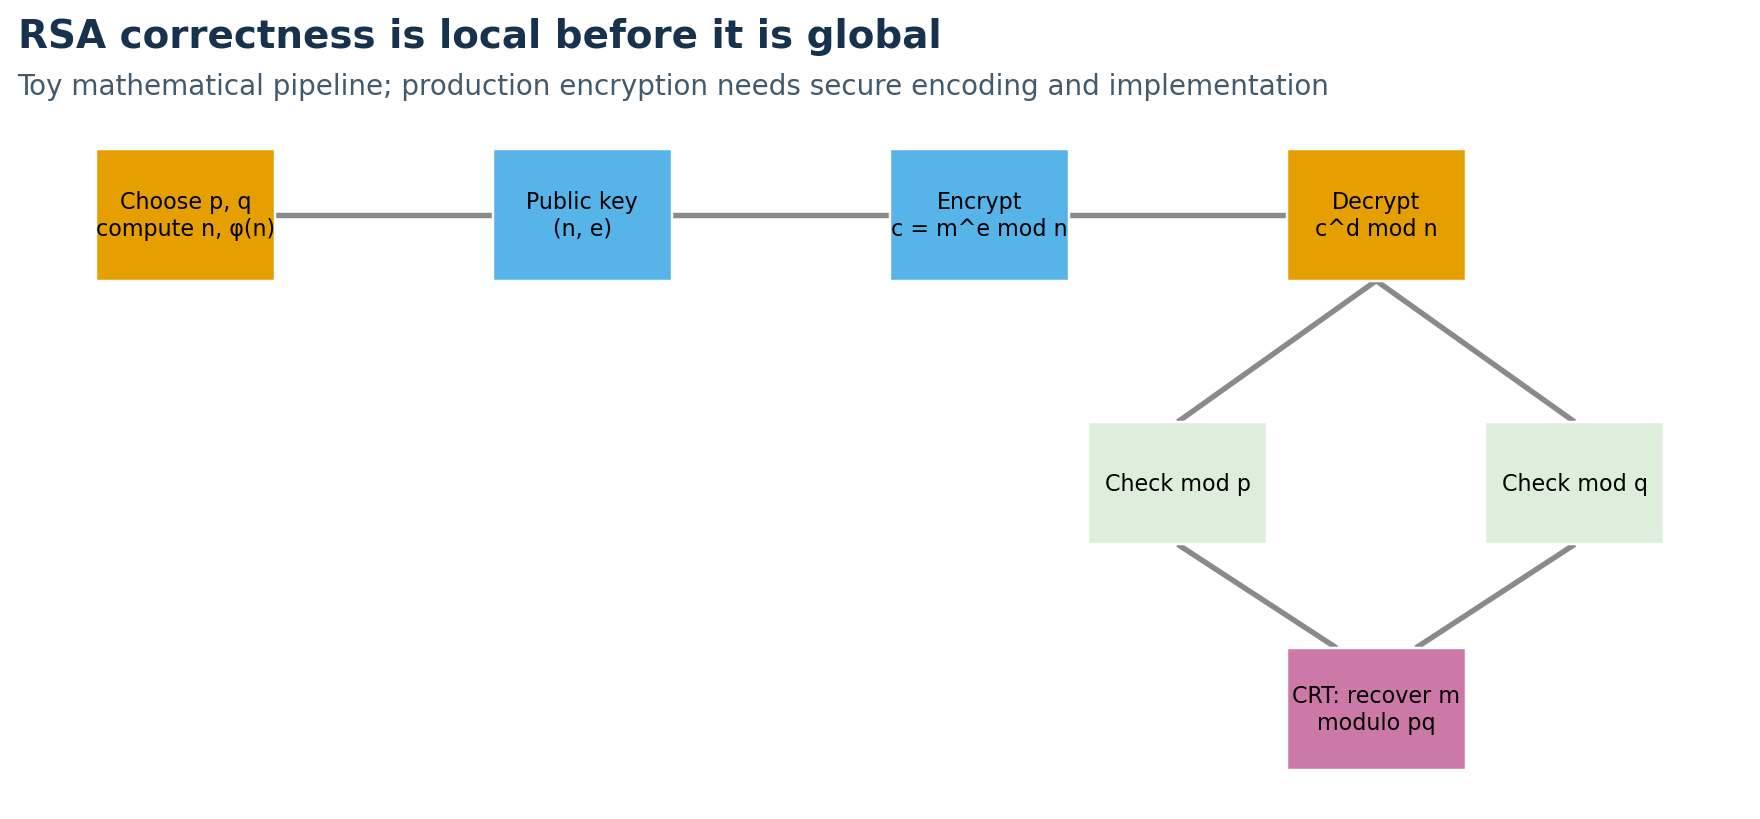 RSA correctness is local before it is global
Toy mathematical pipeline; production encryption needs secure encoding and implementation
Choose p, q
compute n, φ(n)
Public key
(n, e)
Encrypt
c = m^e mod n
Decrypt
c^d mod n
Check mod p
Check mod q
CRT: recover m
modulo pq